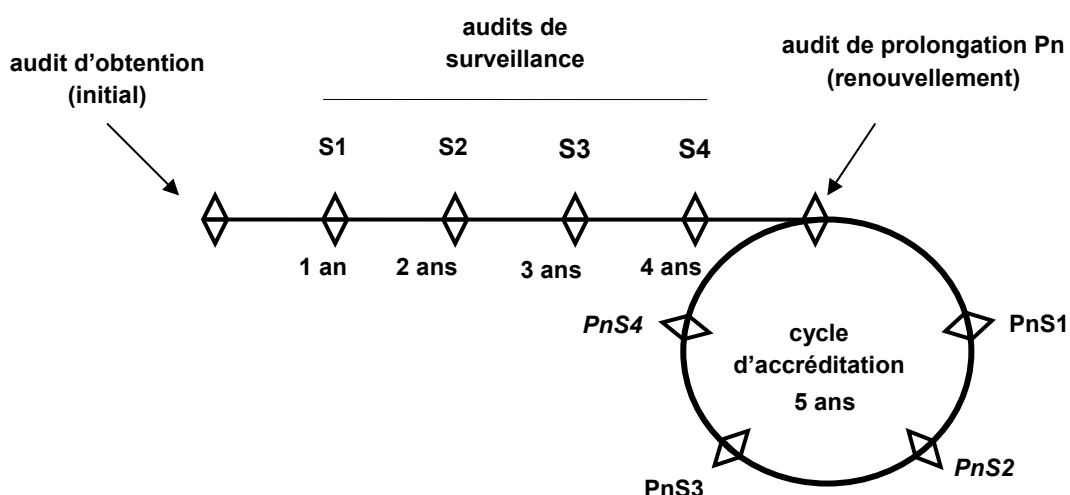 audit d'obtention
(initial)
audits de
surveillance
audit de prolongation Pn
(renouvellement)
S1
S2
S3
S4
1 an
2 ans
3 ans
4 ans
PnS4
PnS1
cycle
d'accréditation
5 ans
PnS3
PnS2